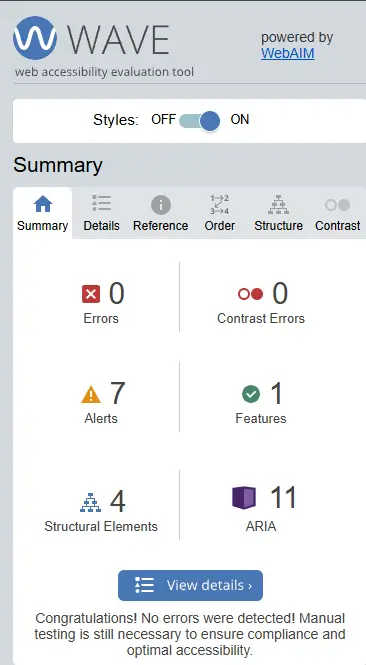 WAVE
web accessibility evaluation tool
powered by
WebAIM
Styles: OFF ON
Summary
Summary Details Reference Order Structure Contrast
0
Errors
0
Contrast Errors
7
Alerts
1
Features
4
Structural Elements
11
ARIA
View details ›
Congratulations! No errors were detected! Manual
testing is still necessary to ensure compliance and
optimal accessibility.